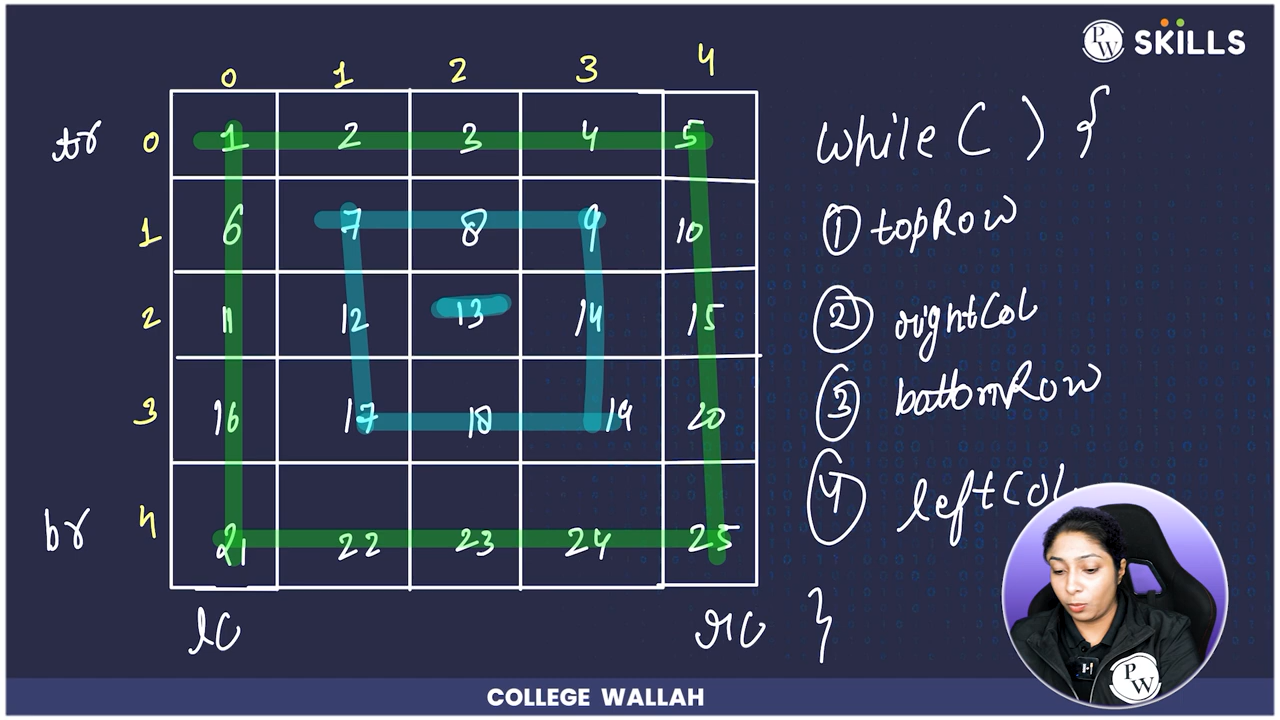 PW SKILLS
0 1 2 3 4
tr 0 1 2 3 4 5
while ( ) {
1 6 7 8 9 10
① topRow
2 11 12 13 14 15
② rightCol
3 16 17 18 19 20
③ bottomRow
br 4 21 22 23 24 25
④ leftCol
lc rc
}
PW
COLLEGE WALLAH